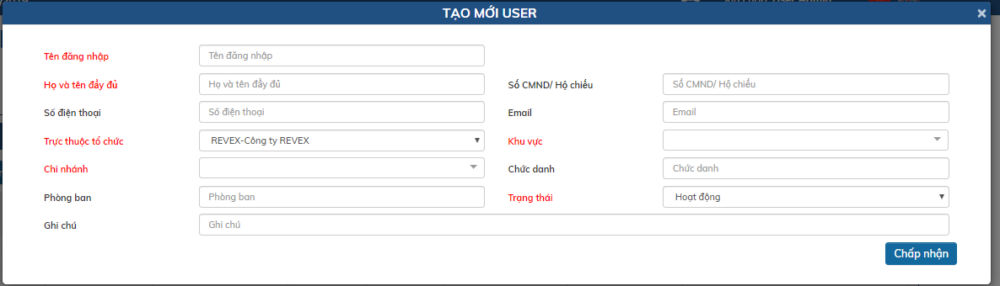 TẠO MỚI USER ×
Tên đăng nhập Tên đăng nhập
Họ và tên đầy đủ Họ và tên đầy đủ Số CMND/ Hộ chiếu Số CMND/ Hộ chiếu
Số điện thoại Số điện thoại Email Email
Trực thuộc tổ chức REVEX-Công ty REVEX Khu vực
Chi nhánh Chức danh Chức danh
Phòng ban Phòng ban Trạng thái Hoạt động
Ghi chú Ghi chú
Chấp nhận